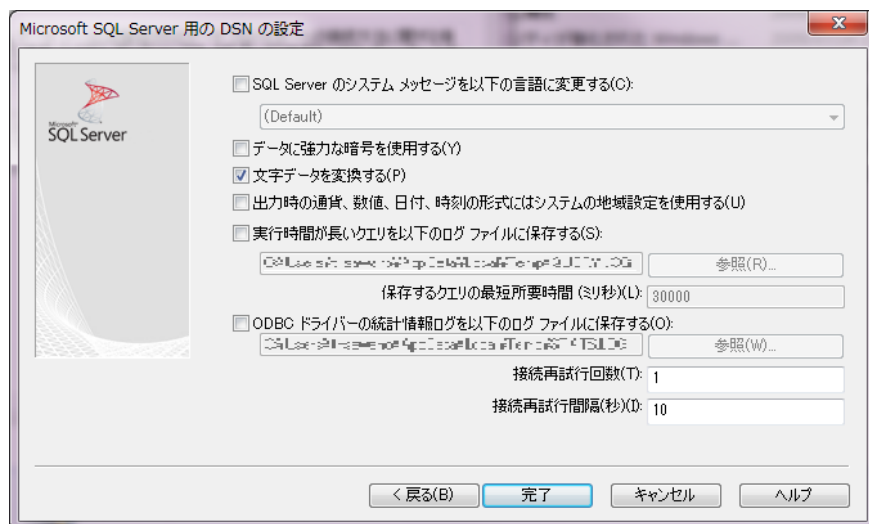 Microsoft SQL Server 用の DSN の設定
SQL Server のシステム メッセージを以下の言語に変更する(C):
(Default)
Microsoft
SQL Server
データに強力な暗号を使用する(Y)
文字データを変換する(P)
出力時の通貨、数値、日付、時刻の形式にはシステムの地域設定を使用する(U)
実行時間が長いクエリを以下のログ ファイルに保存する(S):
参照(R)...
保存するクエリの最短所要時間 (ミリ秒)(L): 30000
ODBC ドライバーの統計情報ログを以下のログ ファイルに保存する(O):
参照(W)...
接続再試行回数(T): 1
接続再試行間隔(秒)(I): 10
< 戻る(B) 完了 キャンセル ヘルプ